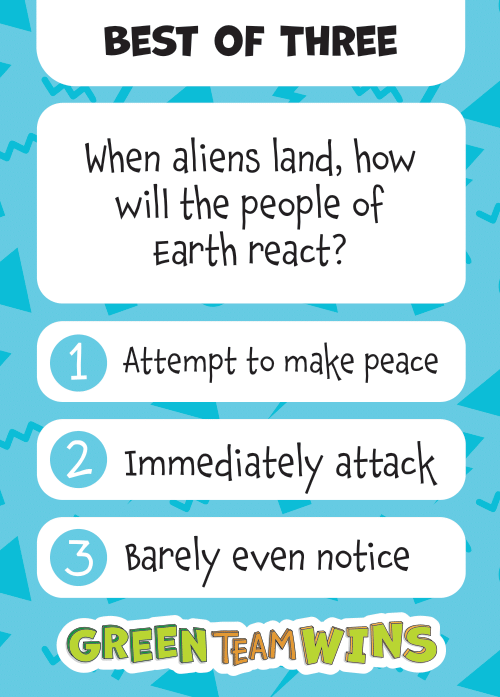 BEST OF THREE
When aliens land, how
will the people of
Earth react?
1 Attempt to make peace
2 Immediately attack
3 Barely even notice
GREEN TEAM WINS